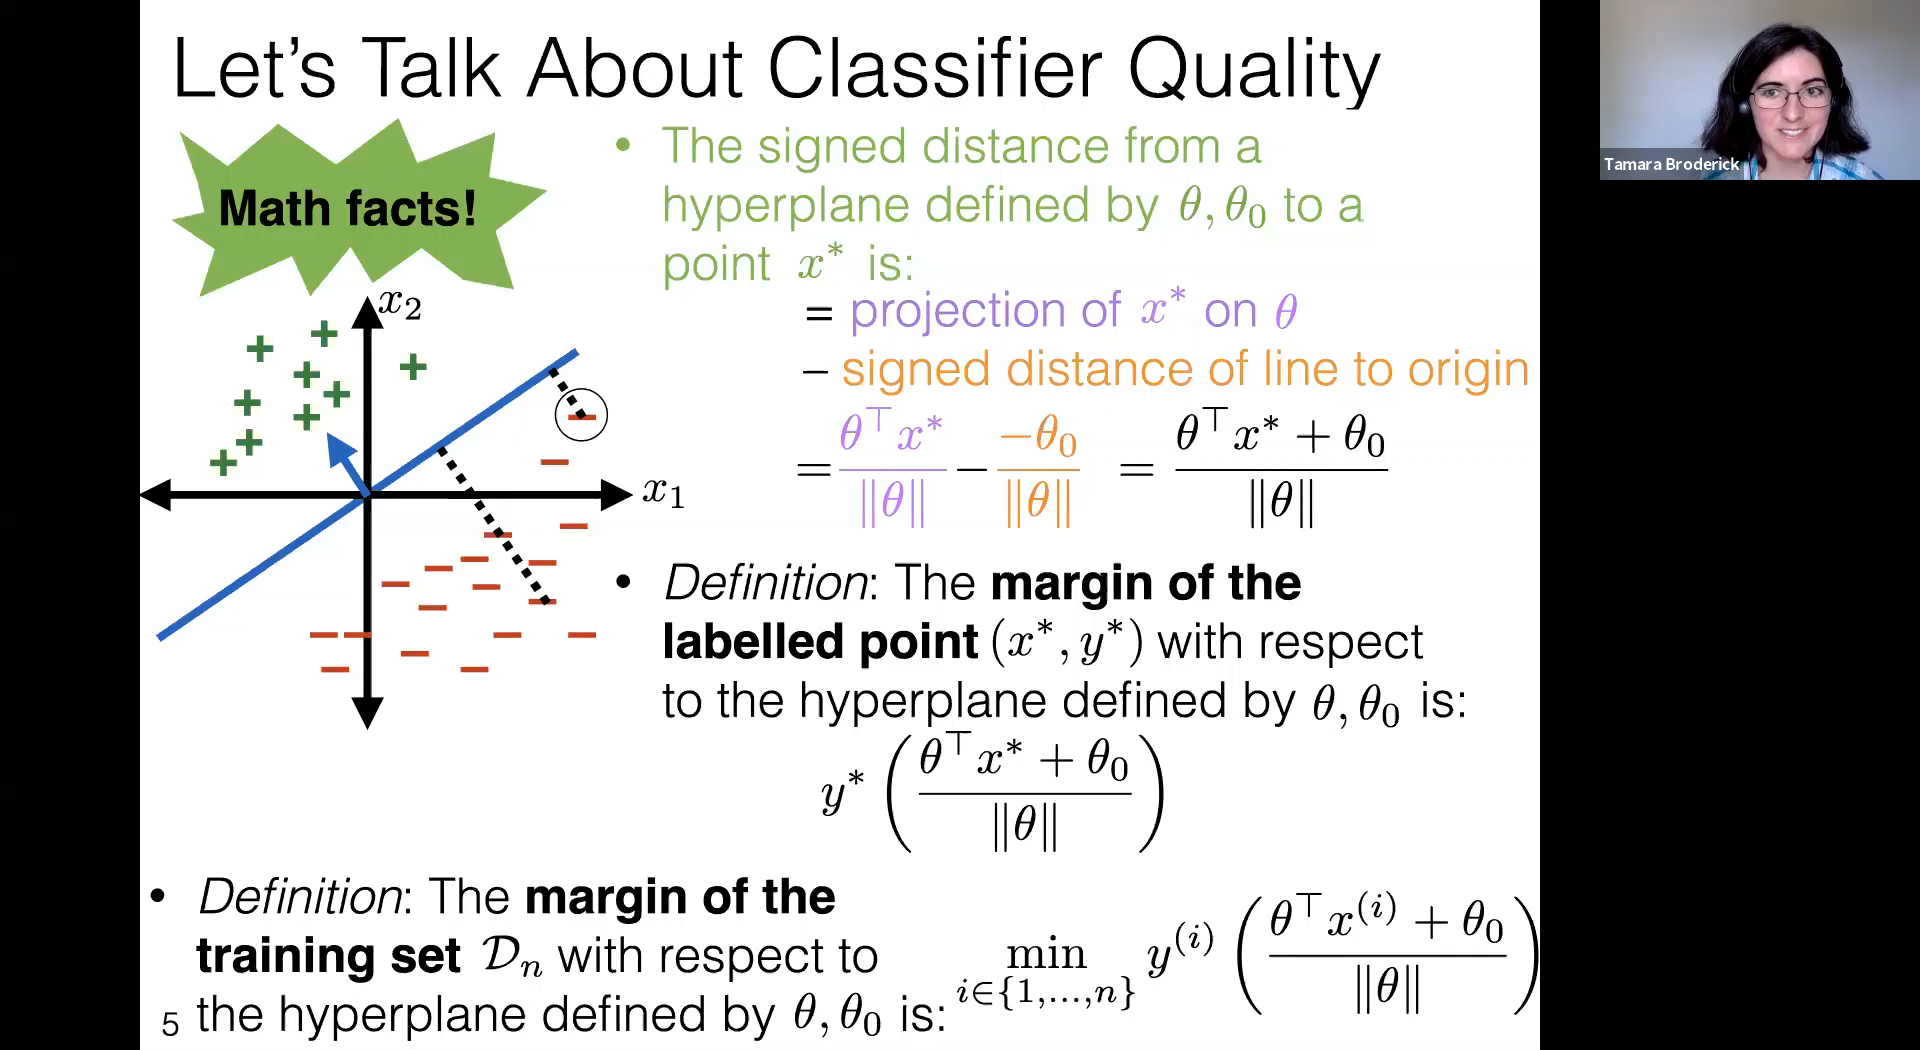 Let's Talk About Classifier Quality
Math facts!
• The signed distance from a
hyperplane defined by θ, θ₀ to a
point x* is:
= projection of x* on θ
– signed distance of line to origin
= θ⊤x* / ‖θ‖ − −θ₀ / ‖θ‖ = θ⊤x* + θ₀ / ‖θ‖
x₂
x₁
• Definition: The margin of the
labelled point (x*, y*) with respect
to the hyperplane defined by θ, θ₀ is:
y* (θ⊤x* + θ₀ / ‖θ‖)
• Definition: The margin of the
training set 𝒟ₙ with respect to
the hyperplane defined by θ, θ₀ is:
min i∈{1,...,n} y⁽ⁱ⁾ (θ⊤x⁽ⁱ⁾ + θ₀ / ‖θ‖)
5
Tamara Broderick